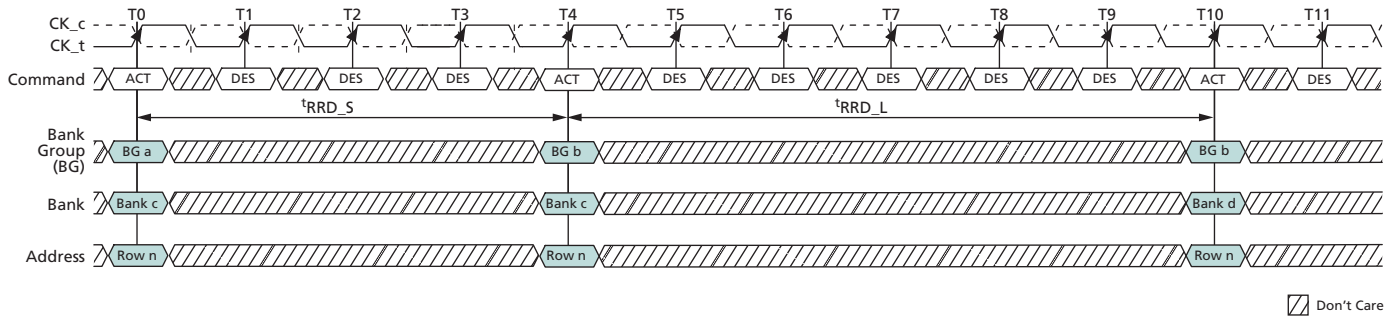 T0 T1 T2 T3 T4 T5 T6 T7 T8 T9 T10 T11
CK_c
CK_t
Command ACT DES DES DES ACT DES DES DES DES DES ACT DES
tRRD_S tRRD_L
Bank
Group
(BG)
BG a BG b BG b
Bank Bank c Bank c Bank d
Address Row n Row n Row n
Don't Care